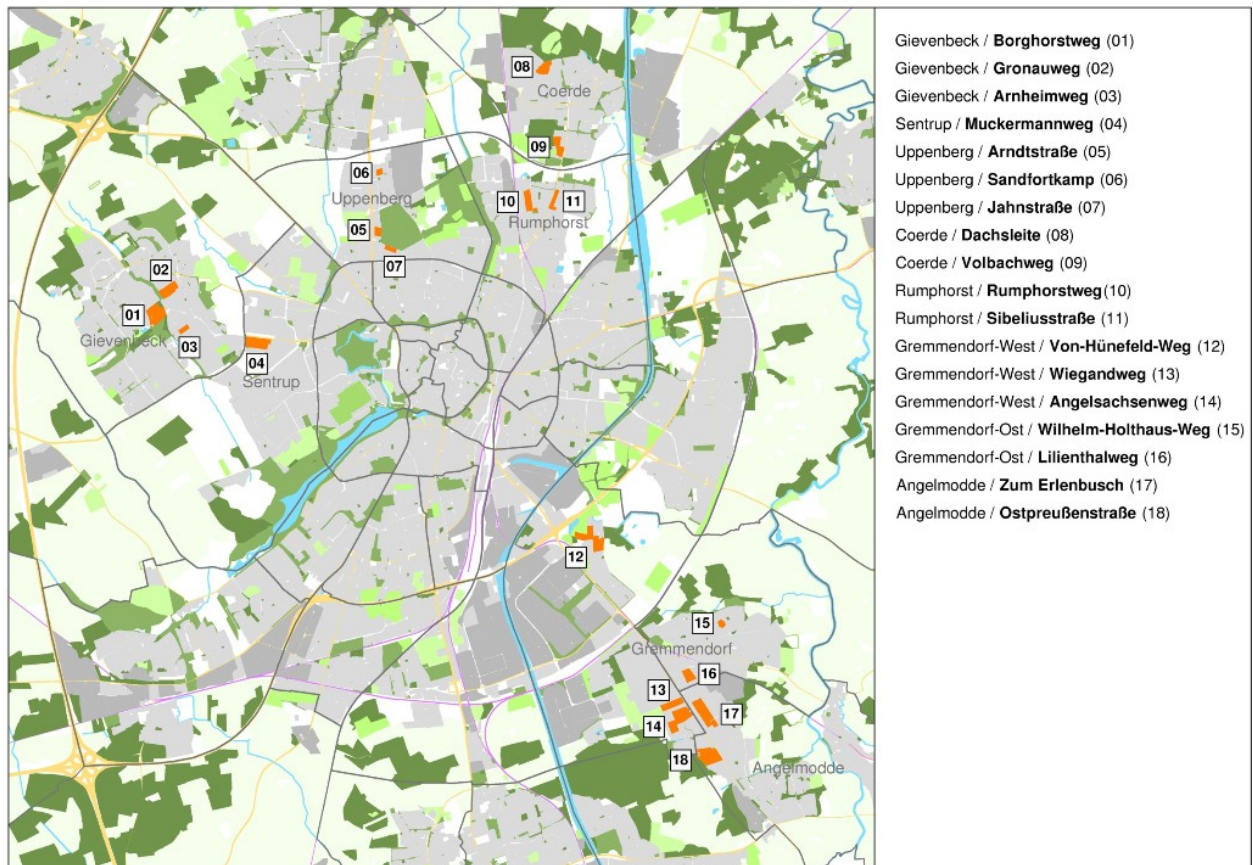 08
Coerde
09
06
Uppenberg
10
11
Rumphorst
05
07
02
01
Gievenbeck
03
04
Sentrup
12
15
Gremmendorf
16
13
17
14
18
Angelmodde
Gievenbeck / Borghorstweg (01)
Gievenbeck / Gronauweg (02)
Gievenbeck / Arnheimweg (03)
Sentrup / Muckermannweg (04)
Uppenberg / Arndtstraße (05)
Uppenberg / Sandfortkamp (06)
Uppenberg / Jahnstraße (07)
Coerde / Dachsleite (08)
Coerde / Volbachweg (09)
Rumphorst / Rumphorstweg(10)
Rumphorst / Sibeliusstraße (11)
Gremmendorf-West / Von-Hünefeld-Weg (12)
Gremmendorf-West / Wiegandweg (13)
Gremmendorf-West / Angelsachsenweg (14)
Gremmendorf-Ost / Wilhelm-Holthaus-Weg (15)
Gremmendorf-Ost / Lilienthalweg (16)
Angelmodde / Zum Erlenbusch (17)
Angelmodde / Ostpreußenstraße (18)